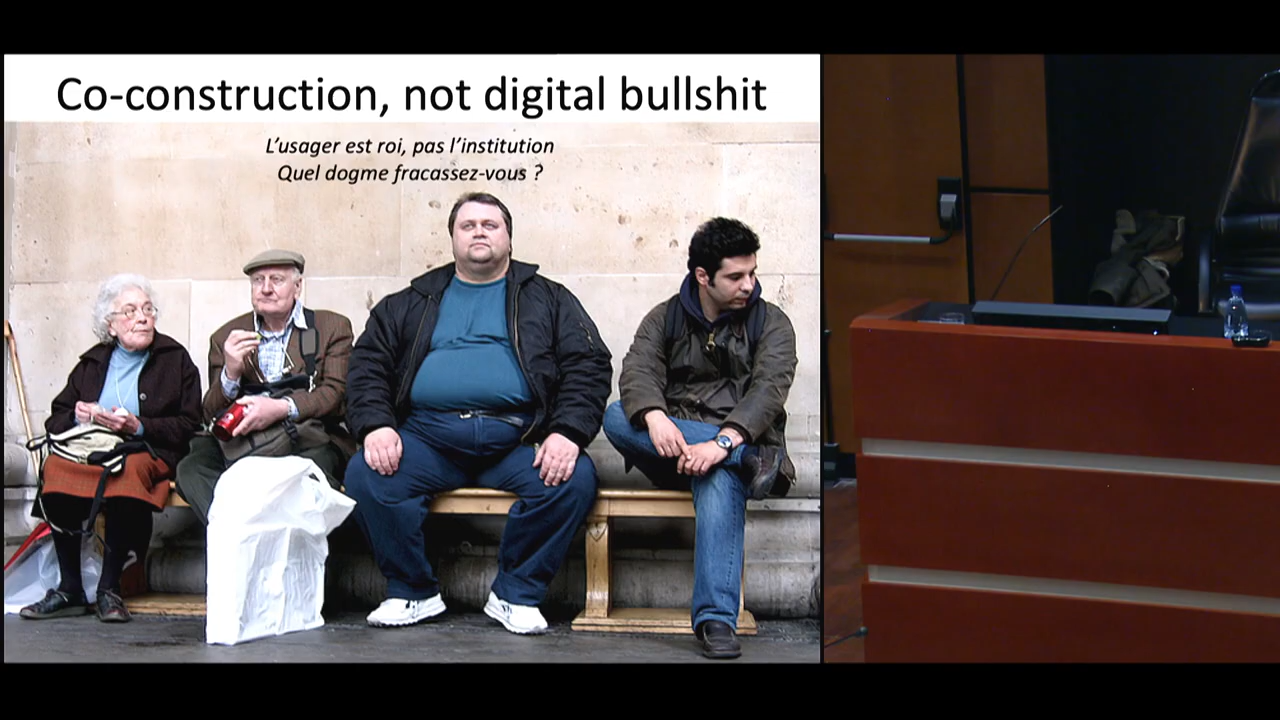 Co-construction, not digital bullshit
L’usager est roi, pas l’institution
Quel dogme fracassez-vous ?